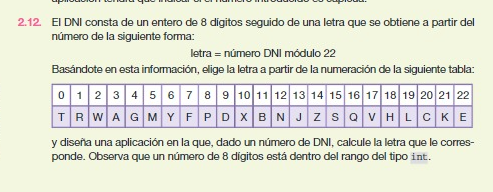 2.12. El DNI consta de un entero de 8 dígitos seguido de una letra que se obtiene a partir del
número de la siguiente forma:
letra = número DNI módulo 22
Basándote en esta información, elige la letra a partir de la numeración de la siguiente tabla:
0 1 2 3 4 5 6 7 8 9 10 11 12 13 14 15 16 17 18 19 20 21 22
T R W A G M Y F P D X B N J Z S Q V H L C K E
y diseña una aplicación en la que, dado un número de DNI, calcule la letra que le corres-
ponde. Observa que un número de 8 dígitos está dentro del rango del tipo int.